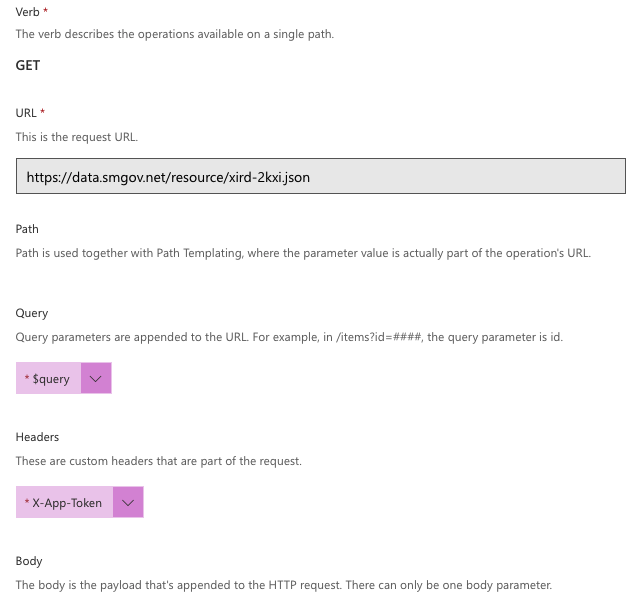 Verb *
The verb describes the operations available on a single path.
GET
URL *
This is the request URL.
https://data.smgov.net/resource/xird-2kxi.json
Path
Path is used together with Path Templating, where the parameter value is actually part of the operation's URL.
Query
Query parameters are appended to the URL. For example, in /items?id=####, the query parameter is id.
* $query
Headers
These are custom headers that are part of the request.
* X-App-Token
Body
The body is the payload that's appended to the HTTP request. There can only be one body parameter.